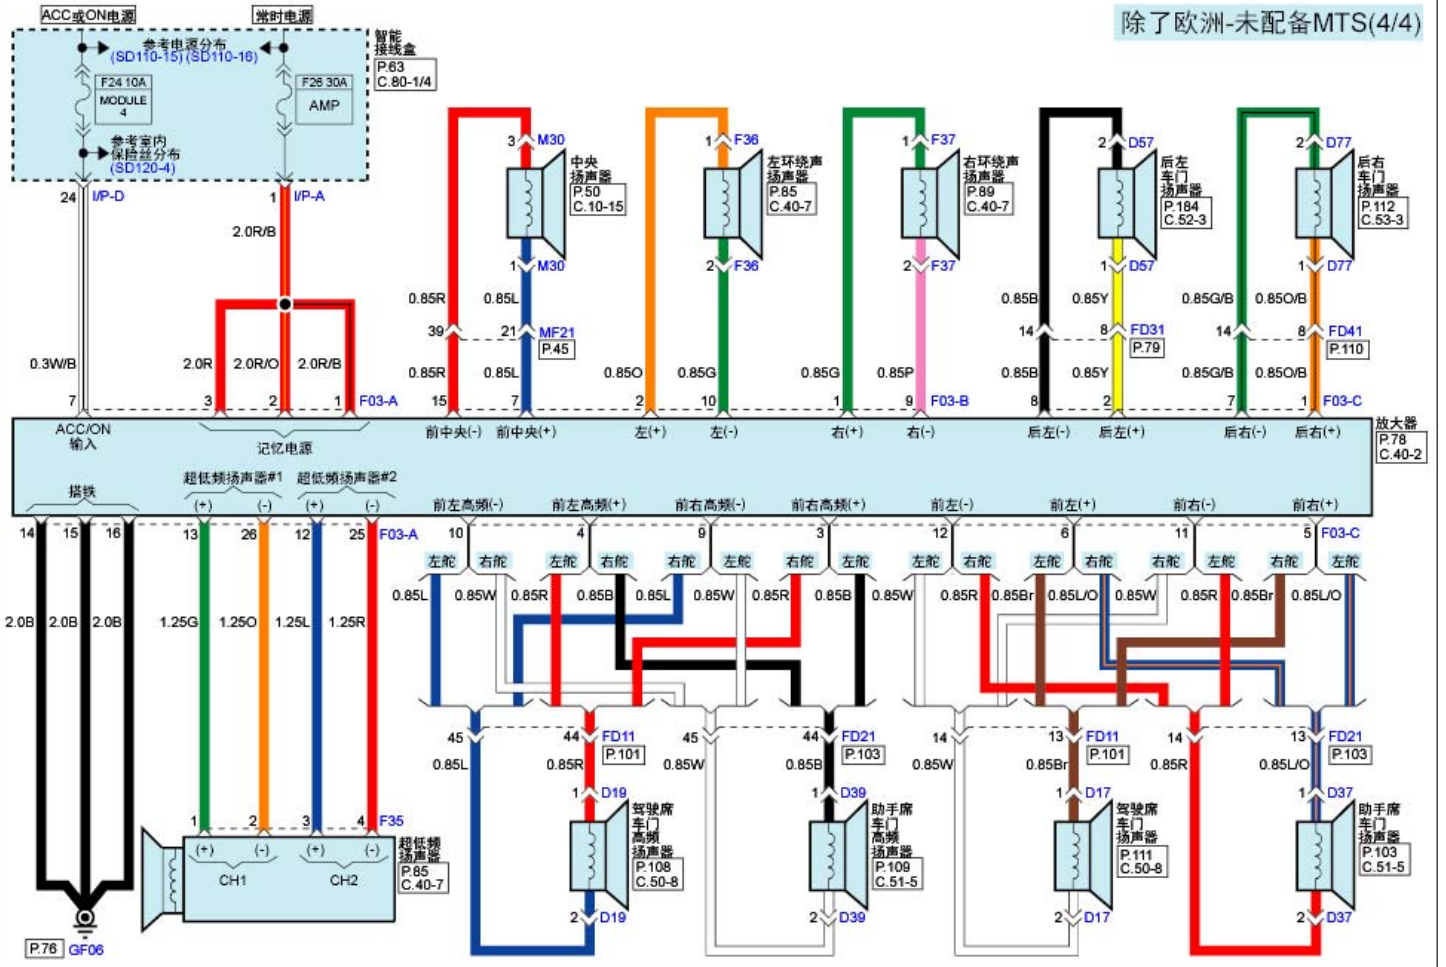 ACC或ON电源
常时电源
除了欧洲-未配备MTS(4/4)
参考电源分布
(SD110-15) (SD110-16)
智能
接线盒
P.63
C.80-1/4
F24 10A
MODULE
4
F26 30A
AMP
参考室内
保险丝分布
(SD120-4)
24 I/P-D
1 I/P-A
2.0R/B
3 M30
中央
扬声器
P.50
C.10-15
1 M30
1 F36
左环绕声
扬声器
P.85
C.40-7
2 F36
1 F37
右环绕声
扬声器
P.89
C.40-7
2 F37
2 D57
后左
车门
扬声器
P.184
C.52-3
1 D57
2 D77
后右
车门
扬声器
P.112
C.53-3
1 D77
0.85R 0.85L 0.85B 0.85Y 0.85G/B 0.85O/B
39 21 MF21
P.45
14 8 FD31
P.79
14 8 FD41
P.110
0.3W/B 2.0R 2.0R/O 2.0R/B 0.85R 0.85L 0.85O 0.85G 0.85G 0.85P 0.85B 0.85Y 0.85G/B 0.85O/B
7 3 2 1 F03-A 15 7 2 10 1 9 F03-B 8 2 7 1 F03-C
ACC/ON
输入
记忆电源
前中央(-) 前中央(+) 左(+) 左(-) 右(+) 右(-) 后左(-) 后左(+) 后右(-) 后右(+)
放大器
P.78
C.40-2
搭铁
超低频扬声器#1 超低频扬声器#2
(+) (-) (+) (-)
前左高频(-) 前左高频(+) 前右高频(-) 前右高频(+) 前左(-) 前左(+) 前右(-) 前右(+)
14 15 16 13 26 12 25 F03-A 10 4 9 3 12 6 11 5 F03-C
左舵 右舵 左舵 右舵 右舵 左舵 右舵 左舵 左舵 右舵 左舵 右舵 右舵 左舵 右舵 左舵
0.85L 0.85W 0.85R 0.85B 0.85L 0.85W 0.85R 0.85B 0.85W 0.85R 0.85Br 0.85L/O 0.85W 0.85R 0.85Br 0.85L/O
2.0B 2.0B 2.0B 1.25G 1.25O 1.25L 1.25R
45 44 FD11
P.101
45 44 FD21
P.103
14 13 FD11
P.101
14 13 FD21
P.103
0.85L 0.85R 0.85W 0.85B 0.85W 0.85Br 0.85R 0.85L/O
1 D19
驾驶席
车门
高频
扬声器
P.108
C.50-8
2 D19
1 D39
助手席
车门
高频
扬声器
P.109
C.51-5
2 D39
1 D17
驾驶席
车门
扬声器
P.111
C.50-8
2 D17
1 D37
助手席
车门
扬声器
P.103
C.51-5
2 D37
1 2 3 4 F35
(+) (-) (+) (-)
CH1 CH2
超低频
扬声器
P.85
C.40-7
P.76 GF06